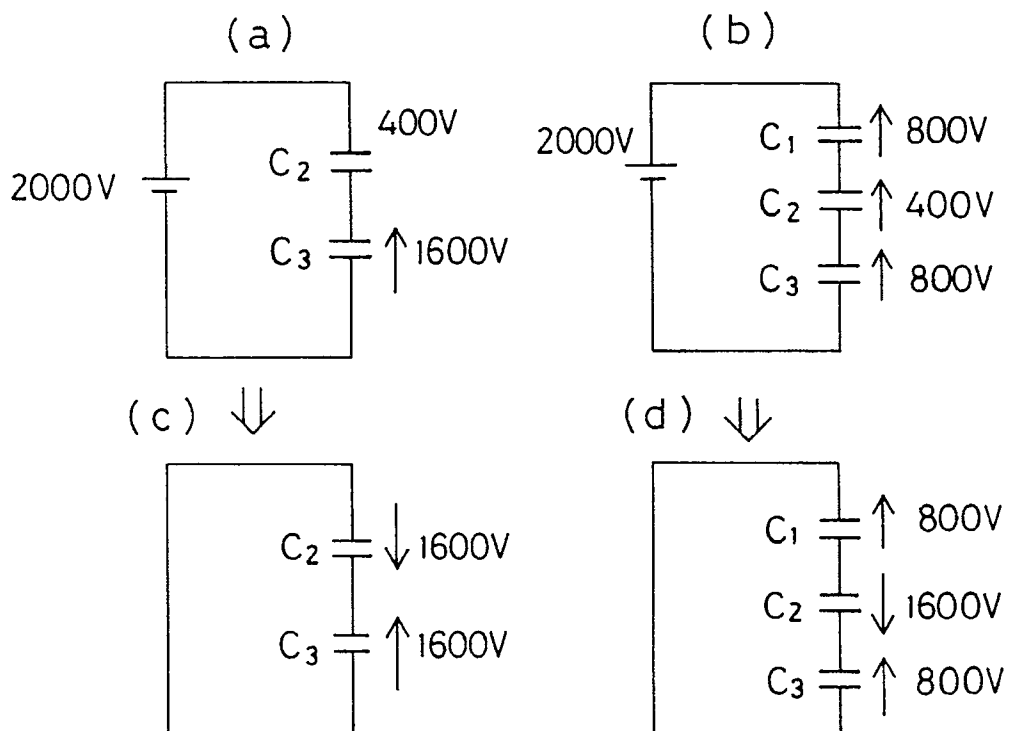 (a)
400V
C2
2000V
C3 1600V
(b)
2000V
C1 800V
C2 400V
C3 800V
(c)
C2 1600V
C3 1600V
(d)
C1 800V
C2 1600V
C3 800V